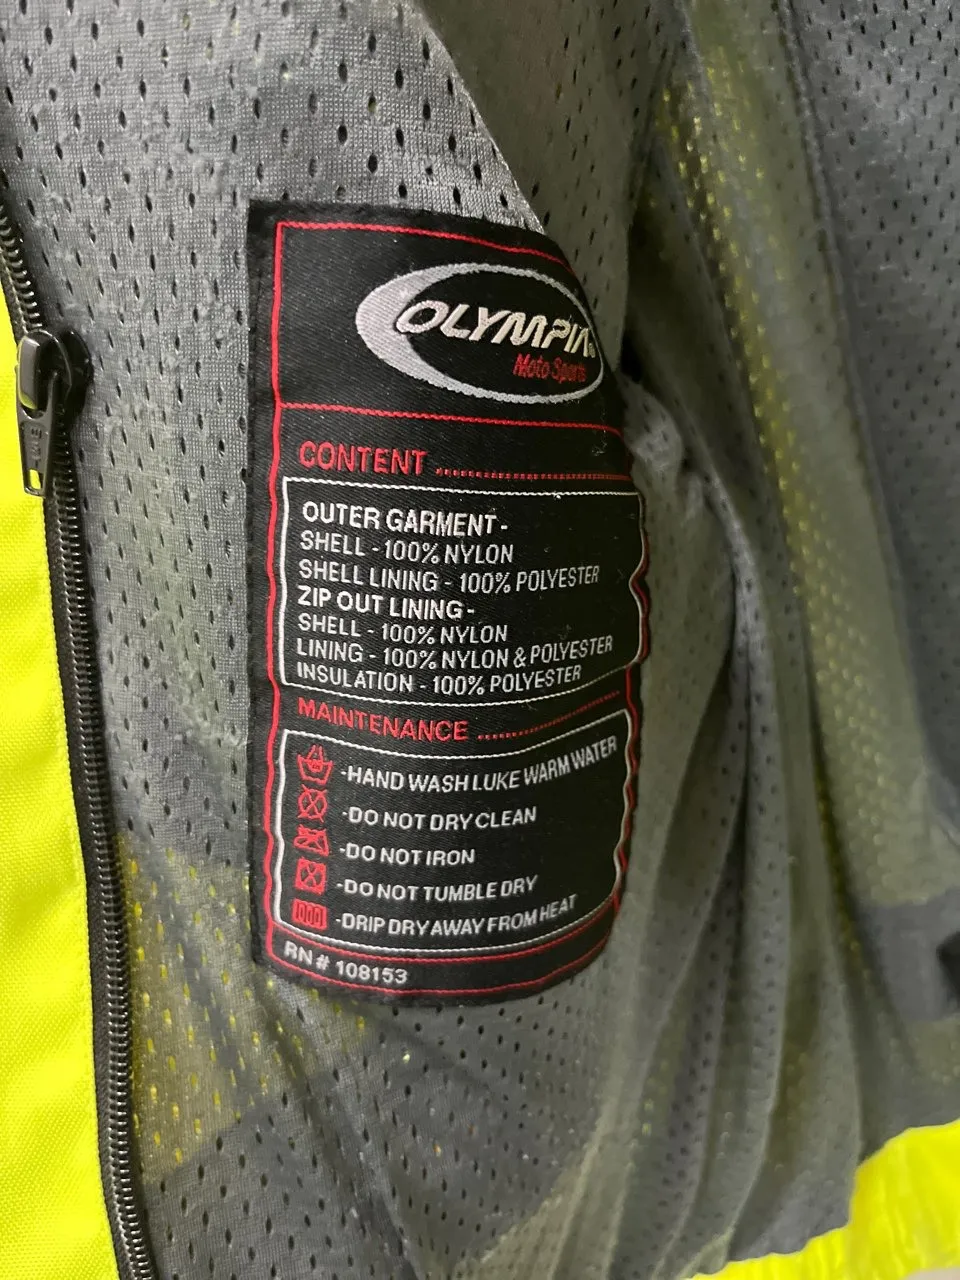 OLYMPIA
Moto Sports
CONTENT ........................
OUTER GARMENT -
SHELL - 100% NYLON
SHELL LINING - 100% POLYESTER
ZIP OUT LINING -
SHELL - 100% NYLON
LINING - 100% NYLON & POLYESTER
INSULATION - 100% POLYESTER
MAINTENANCE ..................
-HAND WASH LUKE WARM WATER
-DO NOT DRY CLEAN
-DO NOT IRON
-DO NOT TUMBLE DRY
-DRIP DRY AWAY FROM HEAT
RN # 108153